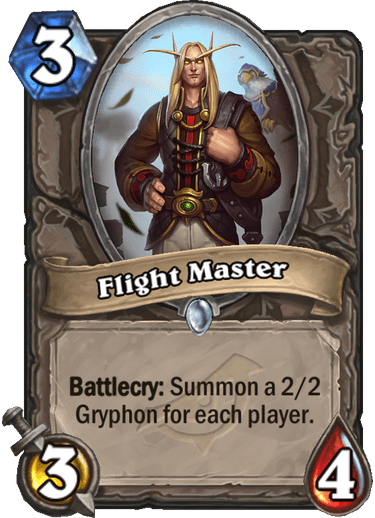 3
Flight Master
Battlecry: Summon a 2/2
Gryphon for each player.
3
4